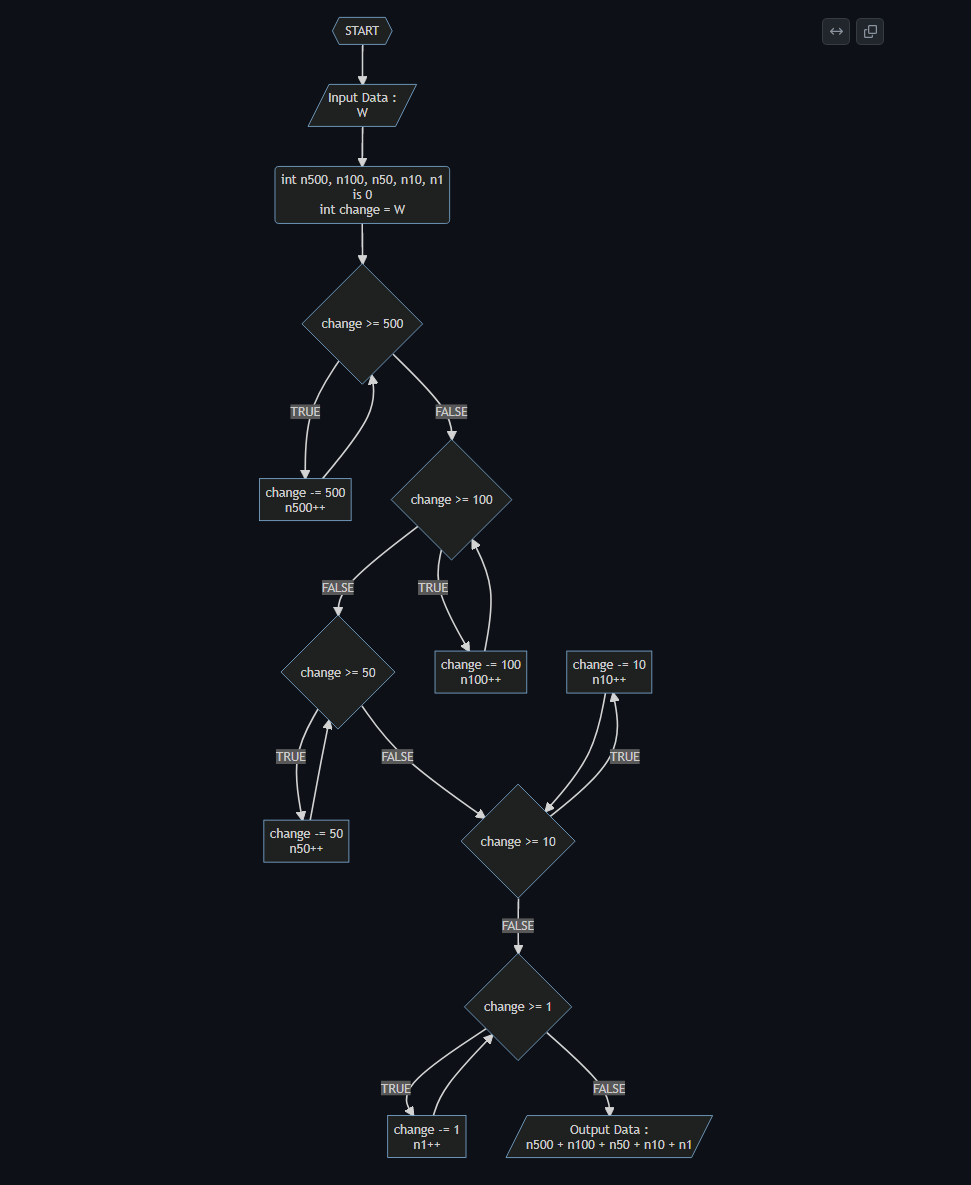 START
Input Data :
W
int n500, n100, n50, n10, n1
is 0
int change = W
change >= 500
TRUE
FALSE
change -= 500
n500++
change >= 100
FALSE
TRUE
change >= 50
change -= 100
n100++
change -= 10
n10++
TRUE
FALSE
TRUE
change -= 50
n50++
change >= 10
FALSE
change >= 1
TRUE
FALSE
change -= 1
n1++
Output Data :
n500 + n100 + n50 + n10 + n1